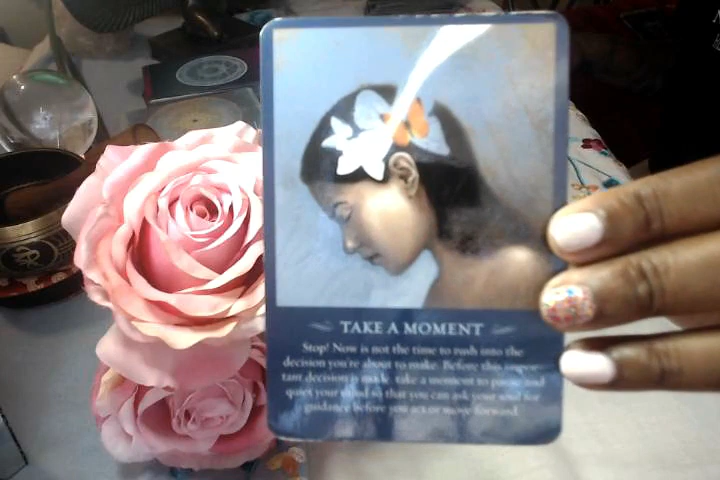 TAKE A MOMENT
Stop! Now is not the time to rush into the
decision you're about to make. Before this impor-
tant decision is made, take a moment to pause and
quiet your mind so that you can ask your soul for
guidance before you act or move forward.